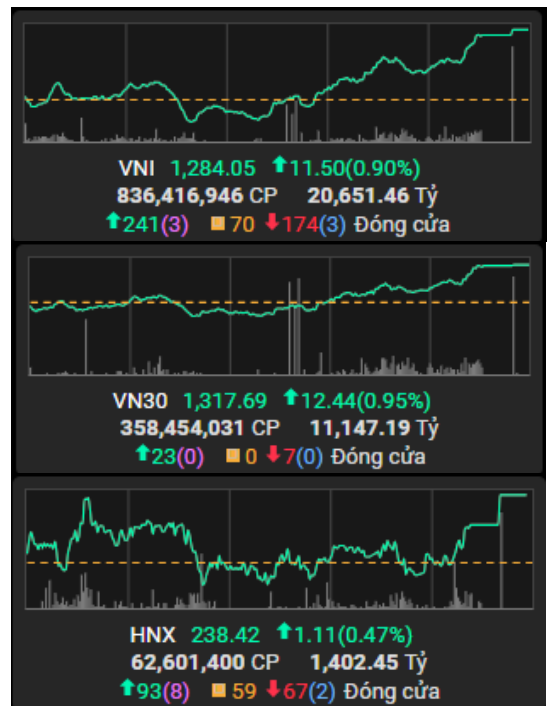 VNI 1,284.05 11.50(0.90%)
836,416,946 CP 20,651.46 Tỷ
241(3) 70 174(3) Đóng cửa
VN30 1,317.69 12.44(0.95%)
358,454,031 CP 11,147.19 Tỷ
23(0) 0 7(0) Đóng cửa
HNX 238.42 1.11(0.47%)
62,601,400 CP 1,402.45 Tỷ
93(8) 59 67(2) Đóng cửa